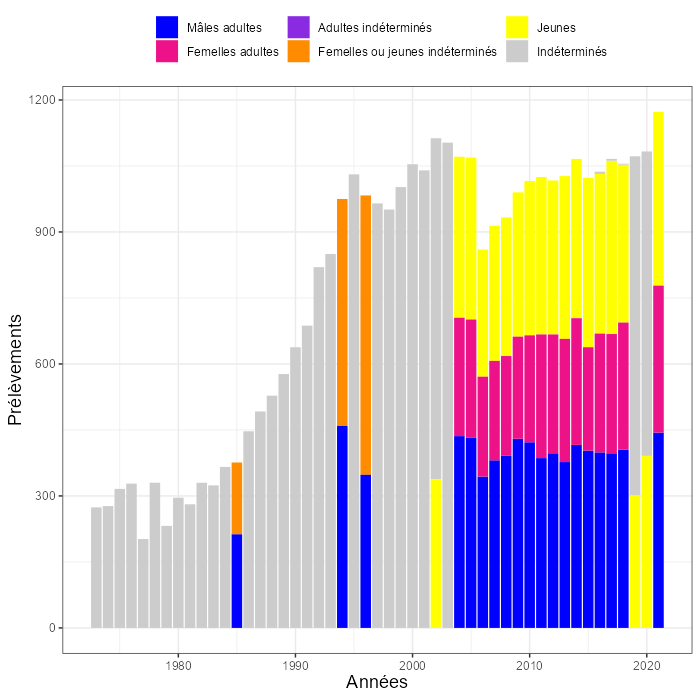 Mâles adultes Adultes indéterminés Jeunes
Femelles adultes Femelles ou jeunes indéterminés Indéterminés
1200
900
600
300
0
Prélèvements
1980 1990 2000 2010 2020
Années